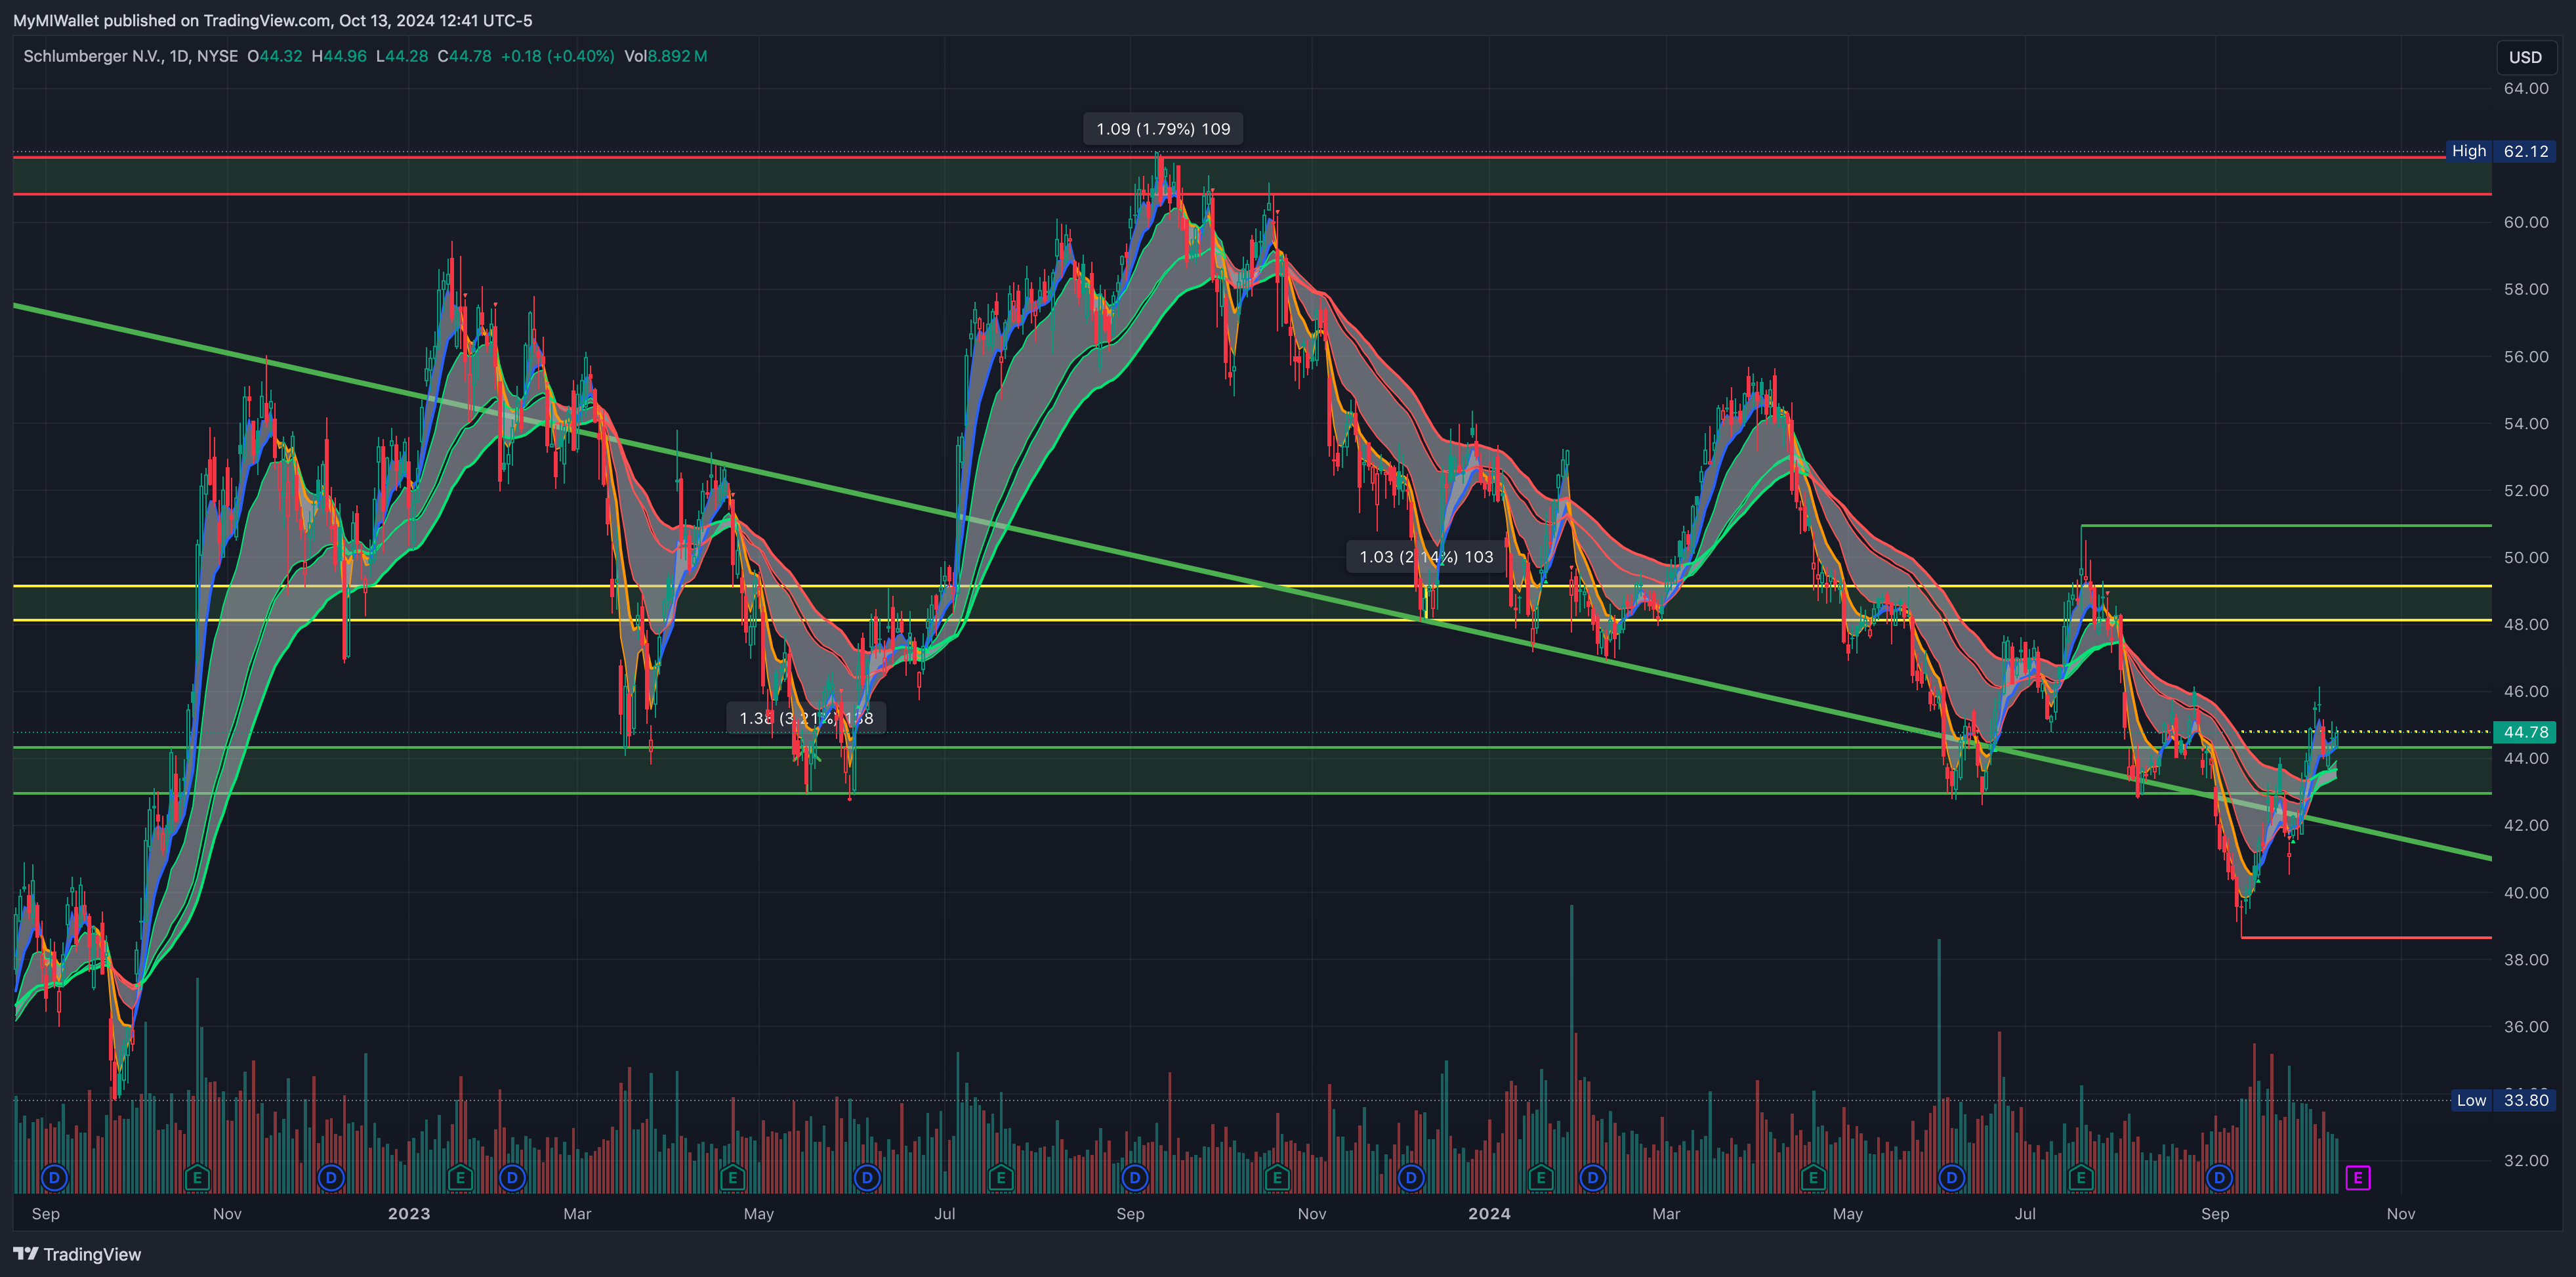 MyMIWallet published on TradingView.com, Oct 13, 2024 12:41 UTC-5
Schlumberger N.V., 1D, NYSE O44.32 H44.96 L44.28 C44.78 +0.18 (+0.40%) Vol8.892 M
USD
64.00
1.09 (1.79%) 109
High 62.12
60.00
58.00
56.00
54.00
52.00
50.00
1.03 (2.14%) 103
48.00
46.00
1.38 (3.21%) 138
44.78
44.00
42.00
40.00
38.00
36.00
Low 33.80
32.00
D E D E D E D E D E D E D E D E D E
Sep Nov 2023 Mar May Jul Sep Nov 2024 Mar May Jul Sep Nov
TradingView